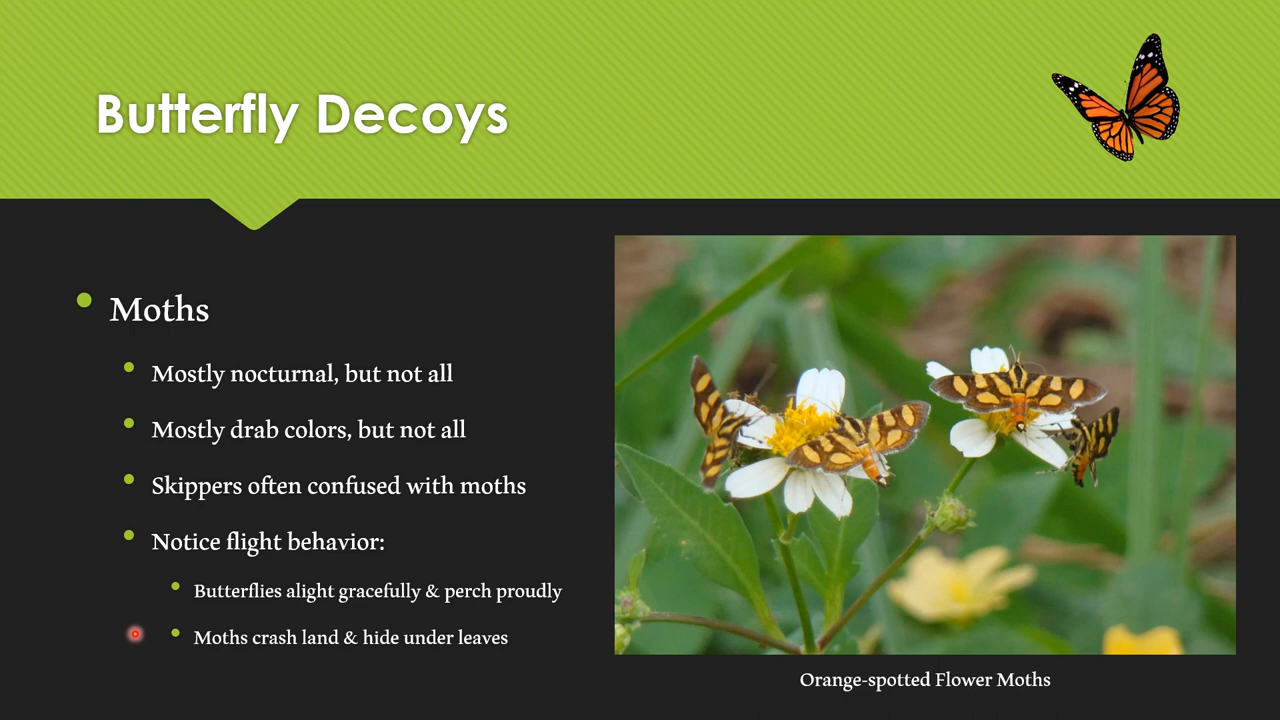 Butterfly Decoys
Moths
Mostly nocturnal, but not all
Mostly drab colors, but not all
Skippers often confused with moths
Notice flight behavior:
Butterflies alight gracefully & perch proudly
Moths crash land & hide under leaves
Orange-spotted Flower Moths